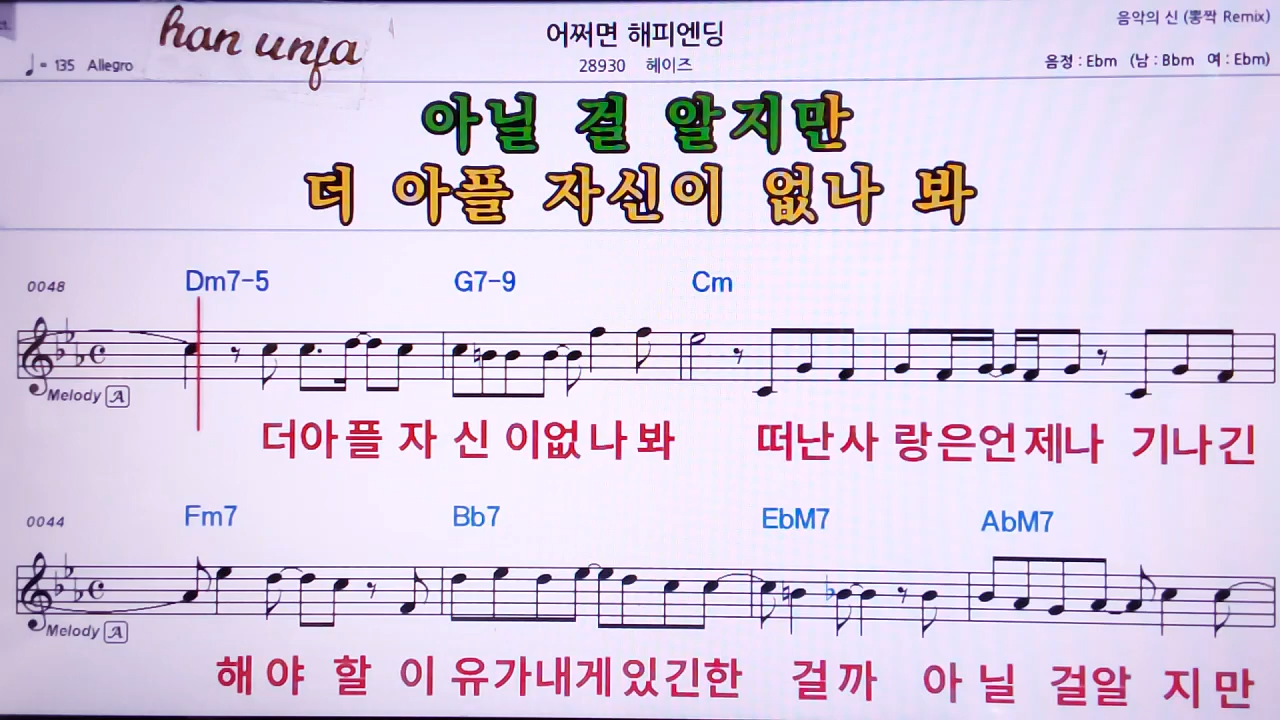 han unfa
어쩌면 해피엔딩
음악의 신 (뽕짝 Remix)
♩= 135 Allegro
28930 헤이즈
음정 : Ebm (남 : Bbm 여 : Ebm)
아닐 걸 알지만
더 아플 자신이 없나 봐
0048
Dm7-5 G7-9 Cm
Melody A
더아플 자 신 이없나봐 떠난사 랑은언제나 기나긴
0044
Fm7 Bb7 EbM7 AbM7
Melody A
해 야 할 이 유가내게있긴한 걸까 아 닐 걸알 지 만